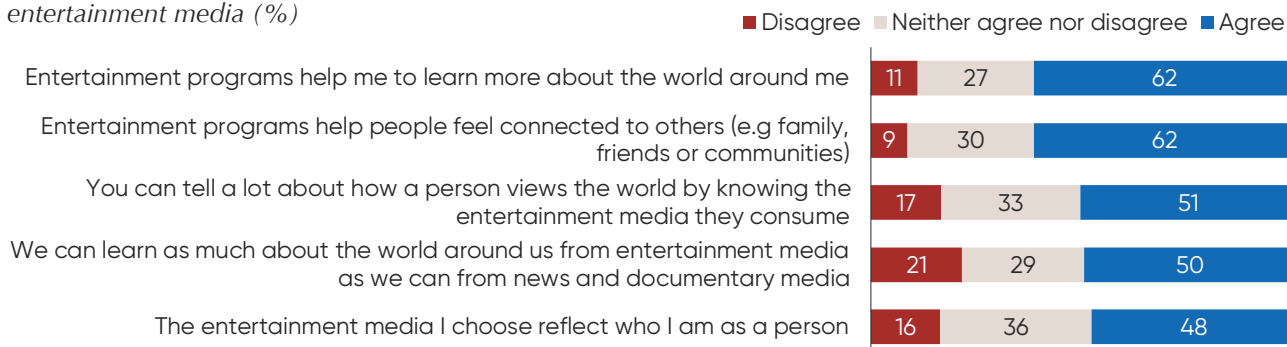 entertainment media (%)
Disagree Neither agree nor disagree Agree
Entertainment programs help me to learn more about the world around me 11 27 62
Entertainment programs help people feel connected to others (e.g family,
friends or communities) 9 30 62
You can tell a lot about how a person views the world by knowing the
entertainment media they consume 17 33 51
We can learn as much about the world around us from entertainment media
as we can from news and documentary media 21 29 50
The entertainment media I choose reflect who I am as a person 16 36 48